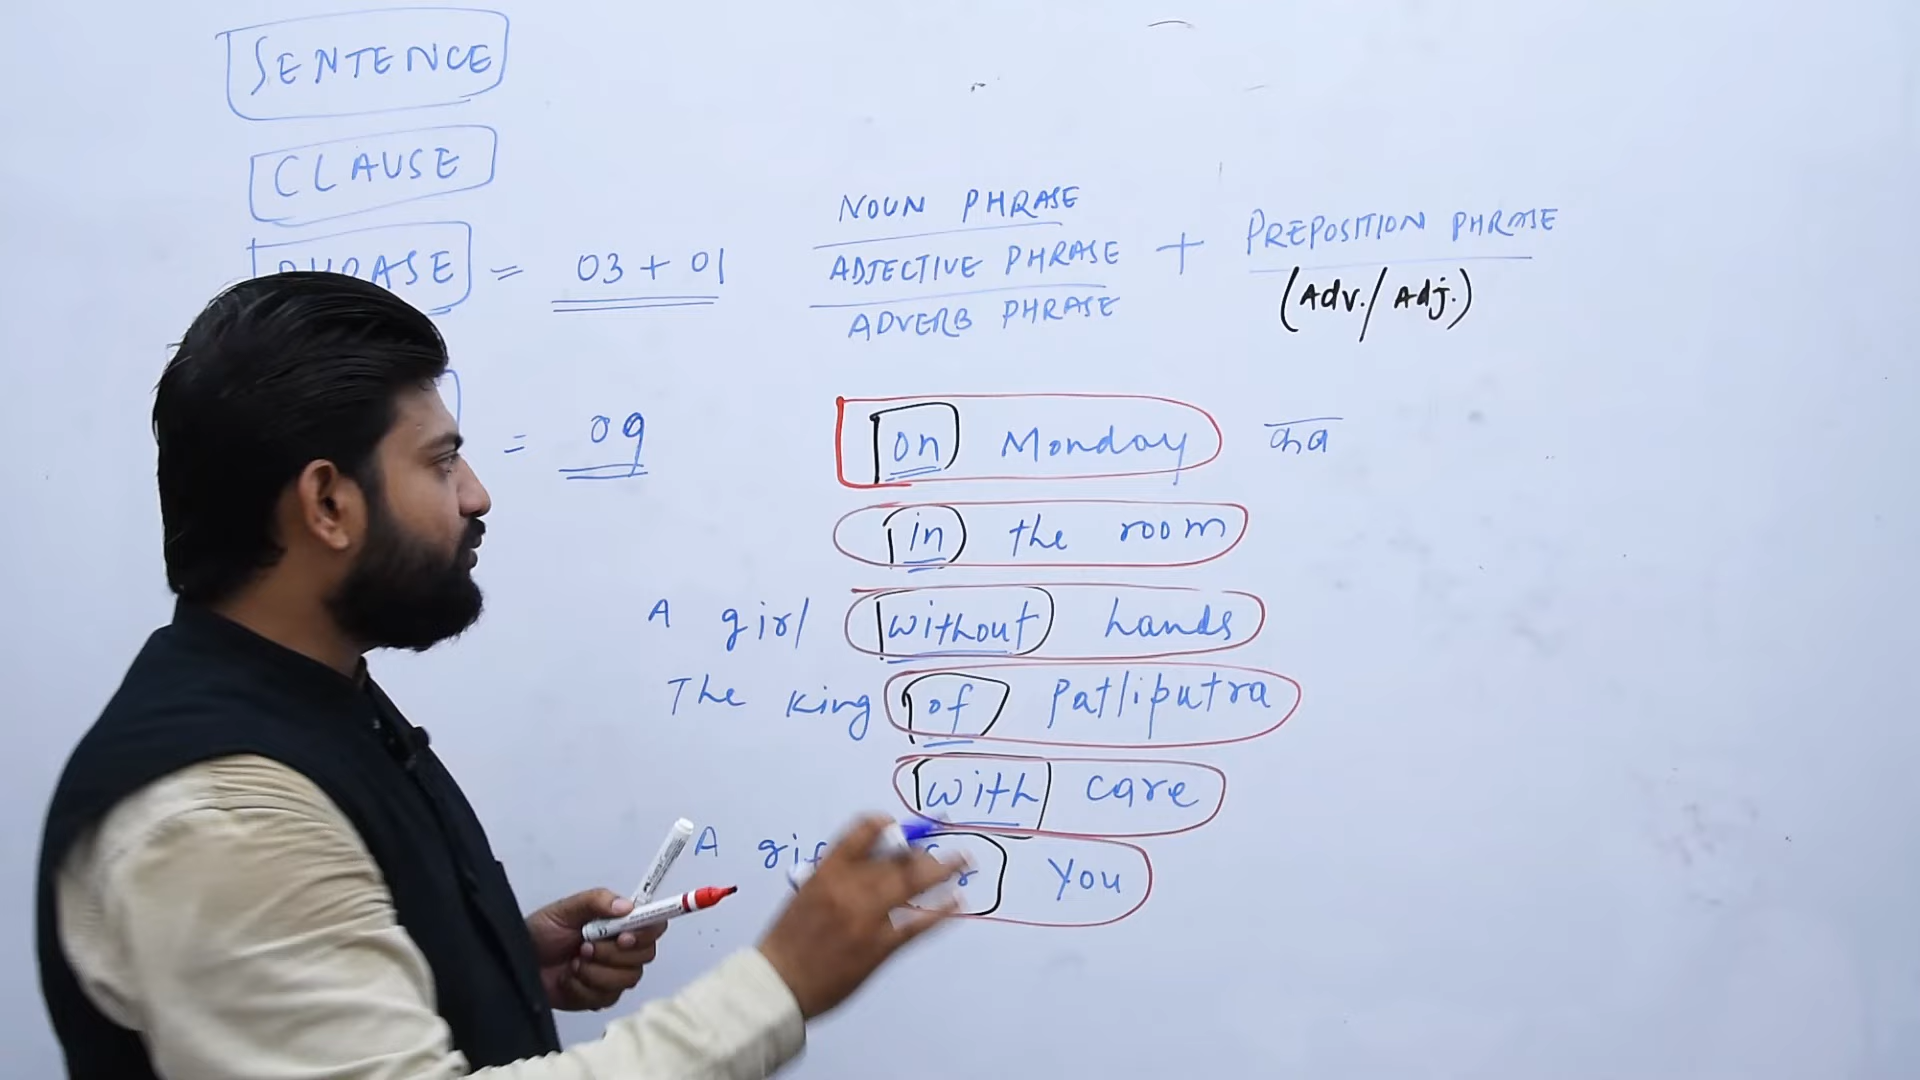 SENTENCE
CLAUSE
PHRASE = 03 + 01
NOUN PHRASE
ADJECTIVE PHRASE
ADVERB PHRASE
+ PREPOSITION PHRASE
(Adv./Adj.)
= 09
on Monday कब
in the room
A girl without hands
The King of Patliputra
with care
A You